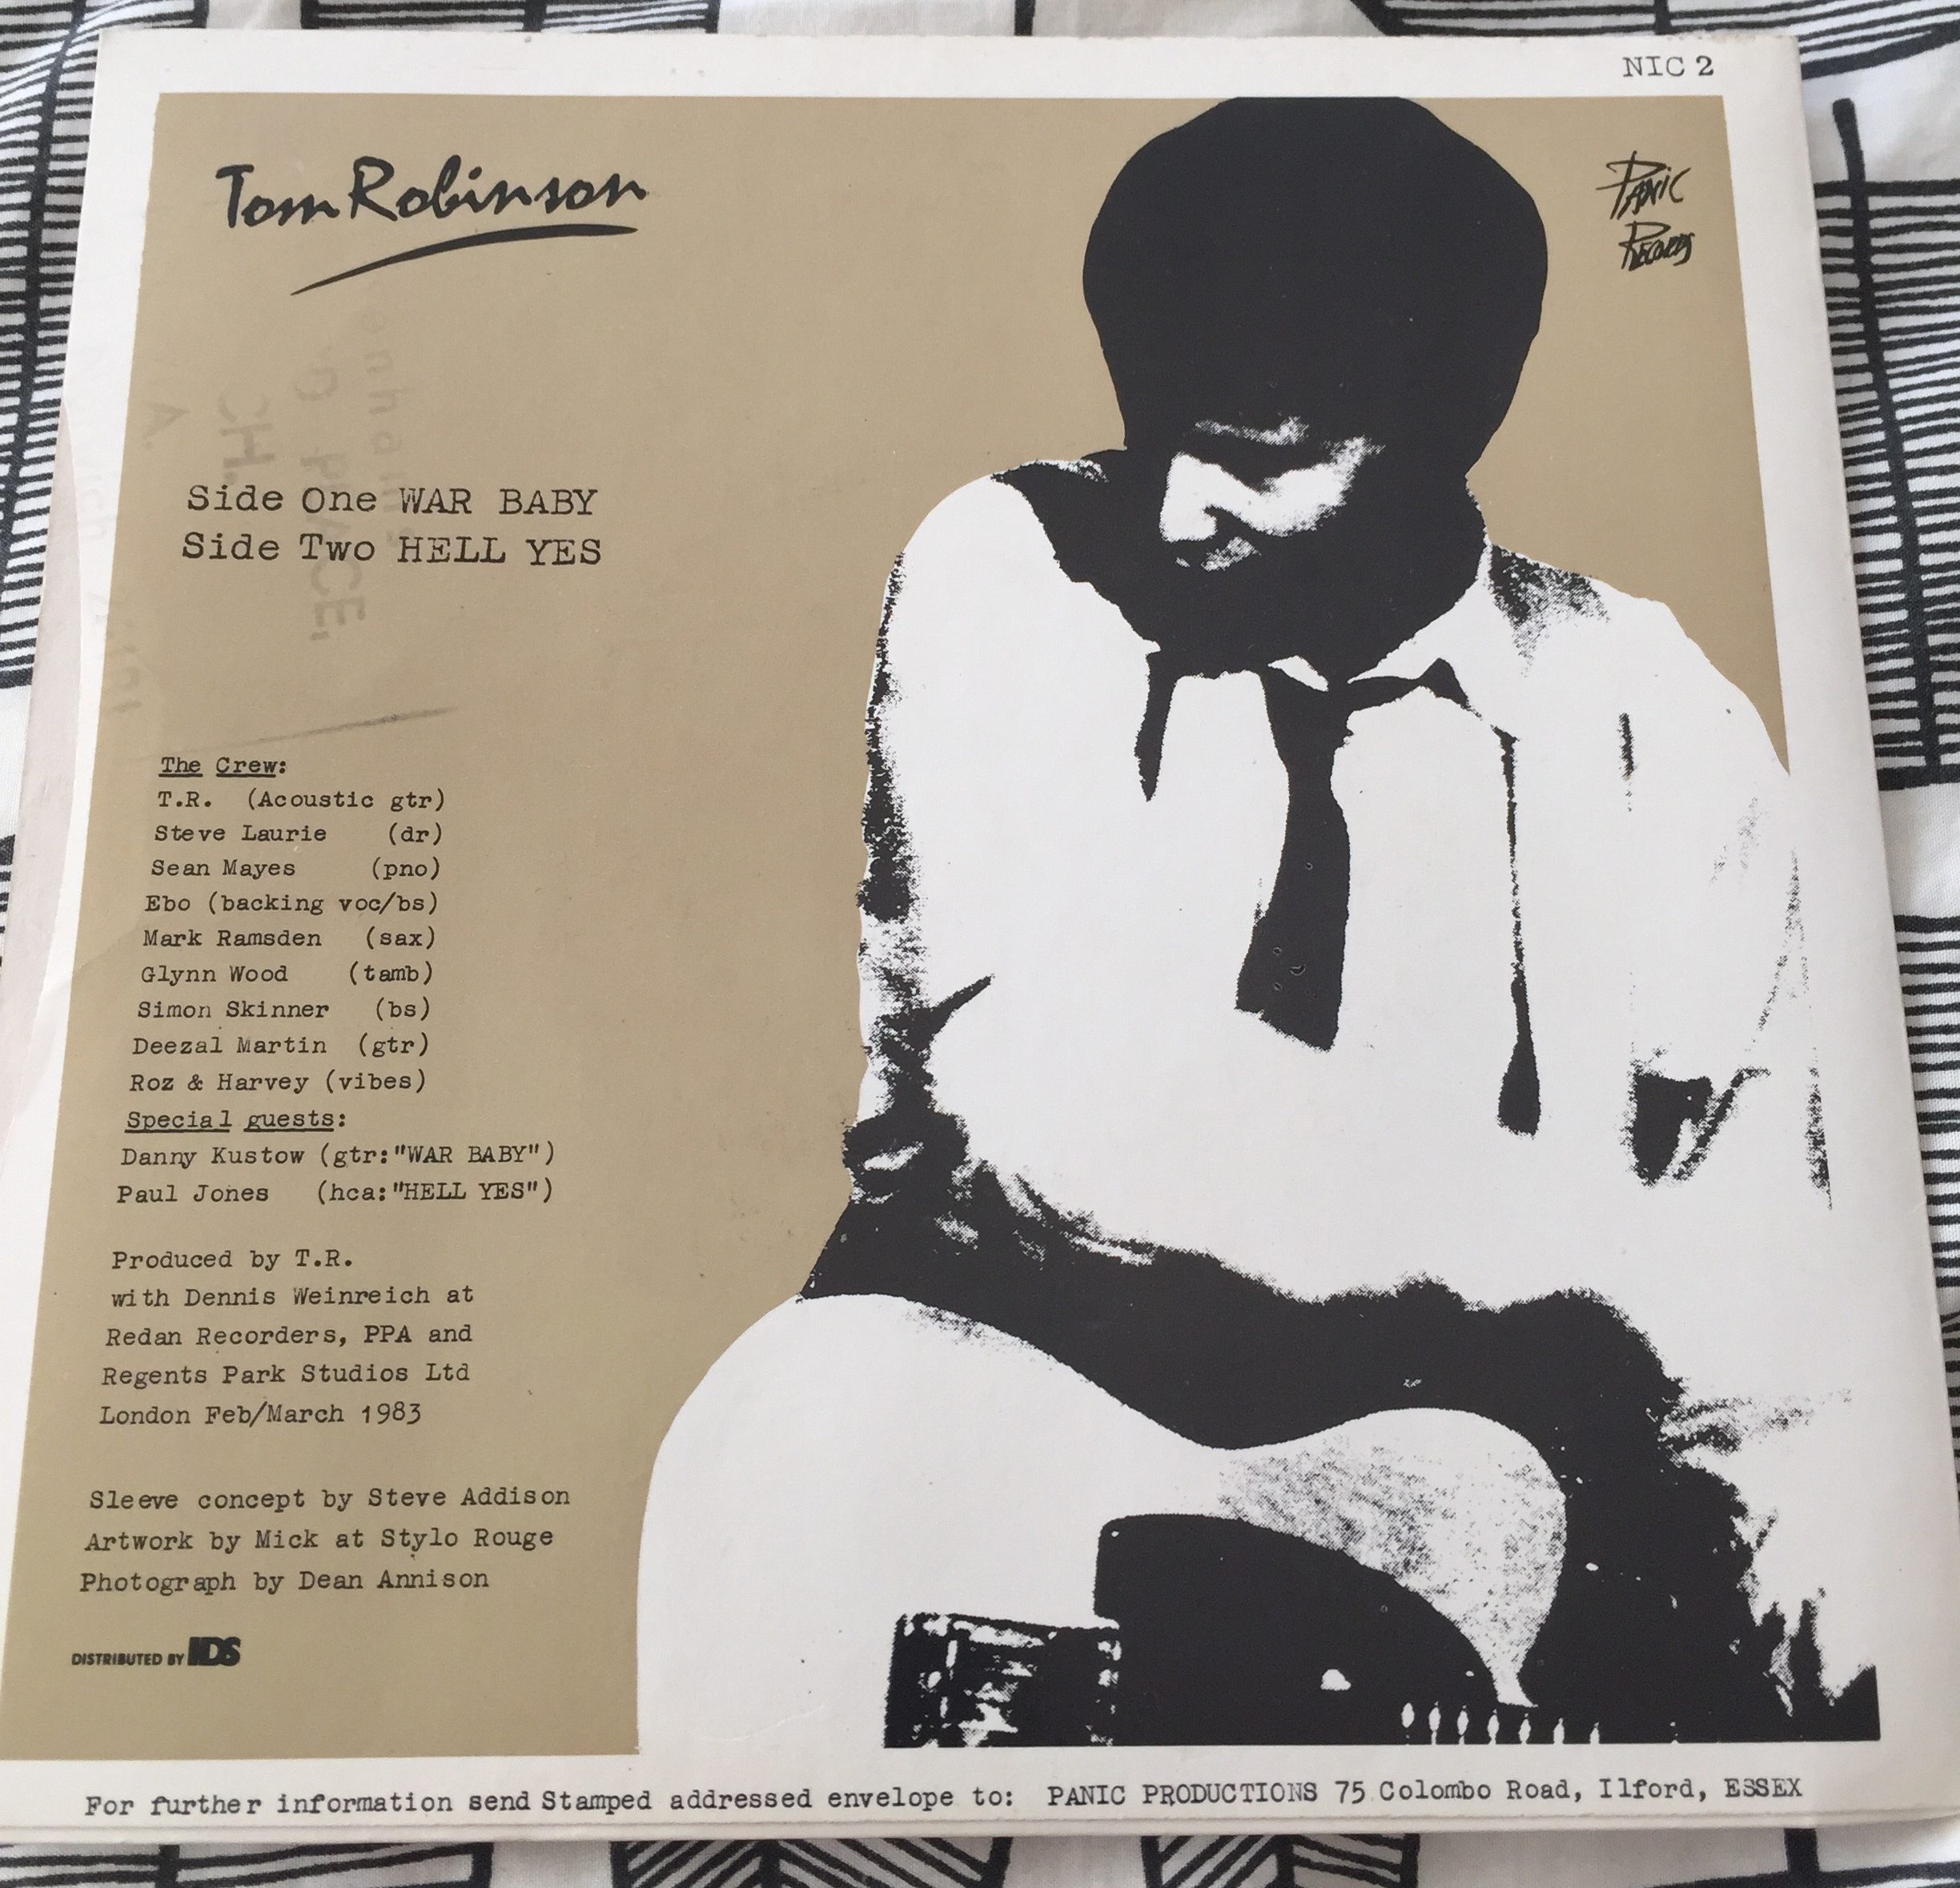 NIC 2
Tom Robinson
PANIC
RECORDS
Side One WAR BABY
Side Two HELL YES
The Crew:
T.R. (Acoustic gtr)
Steve Laurie (dr)
Sean Mayes (pno)
Ebo (backing voc/bs)
Mark Ramsden (sax)
Glynn Wood (tamb)
Simon Skinner (bs)
Deezal Martin (gtr)
Roz & Harvey (vibes)
Special guests:
Danny Kustow (gtr:"WAR BABY")
Paul Jones (hca:"HELL YES")
Produced by T.R.
with Dennis Weinreich at
Redan Recorders, PPA and
Regents Park Studios Ltd
London Feb/March 1983
Sleeve concept by Steve Addison
Artwork by Mick at Stylo Rouge
Photograph by Dean Annison
DISTRIBUTED BY IDS
For further information send Stamped addressed envelope to: PANIC PRODUCTIONS 75 Colombo Road, Ilford, ESSEX